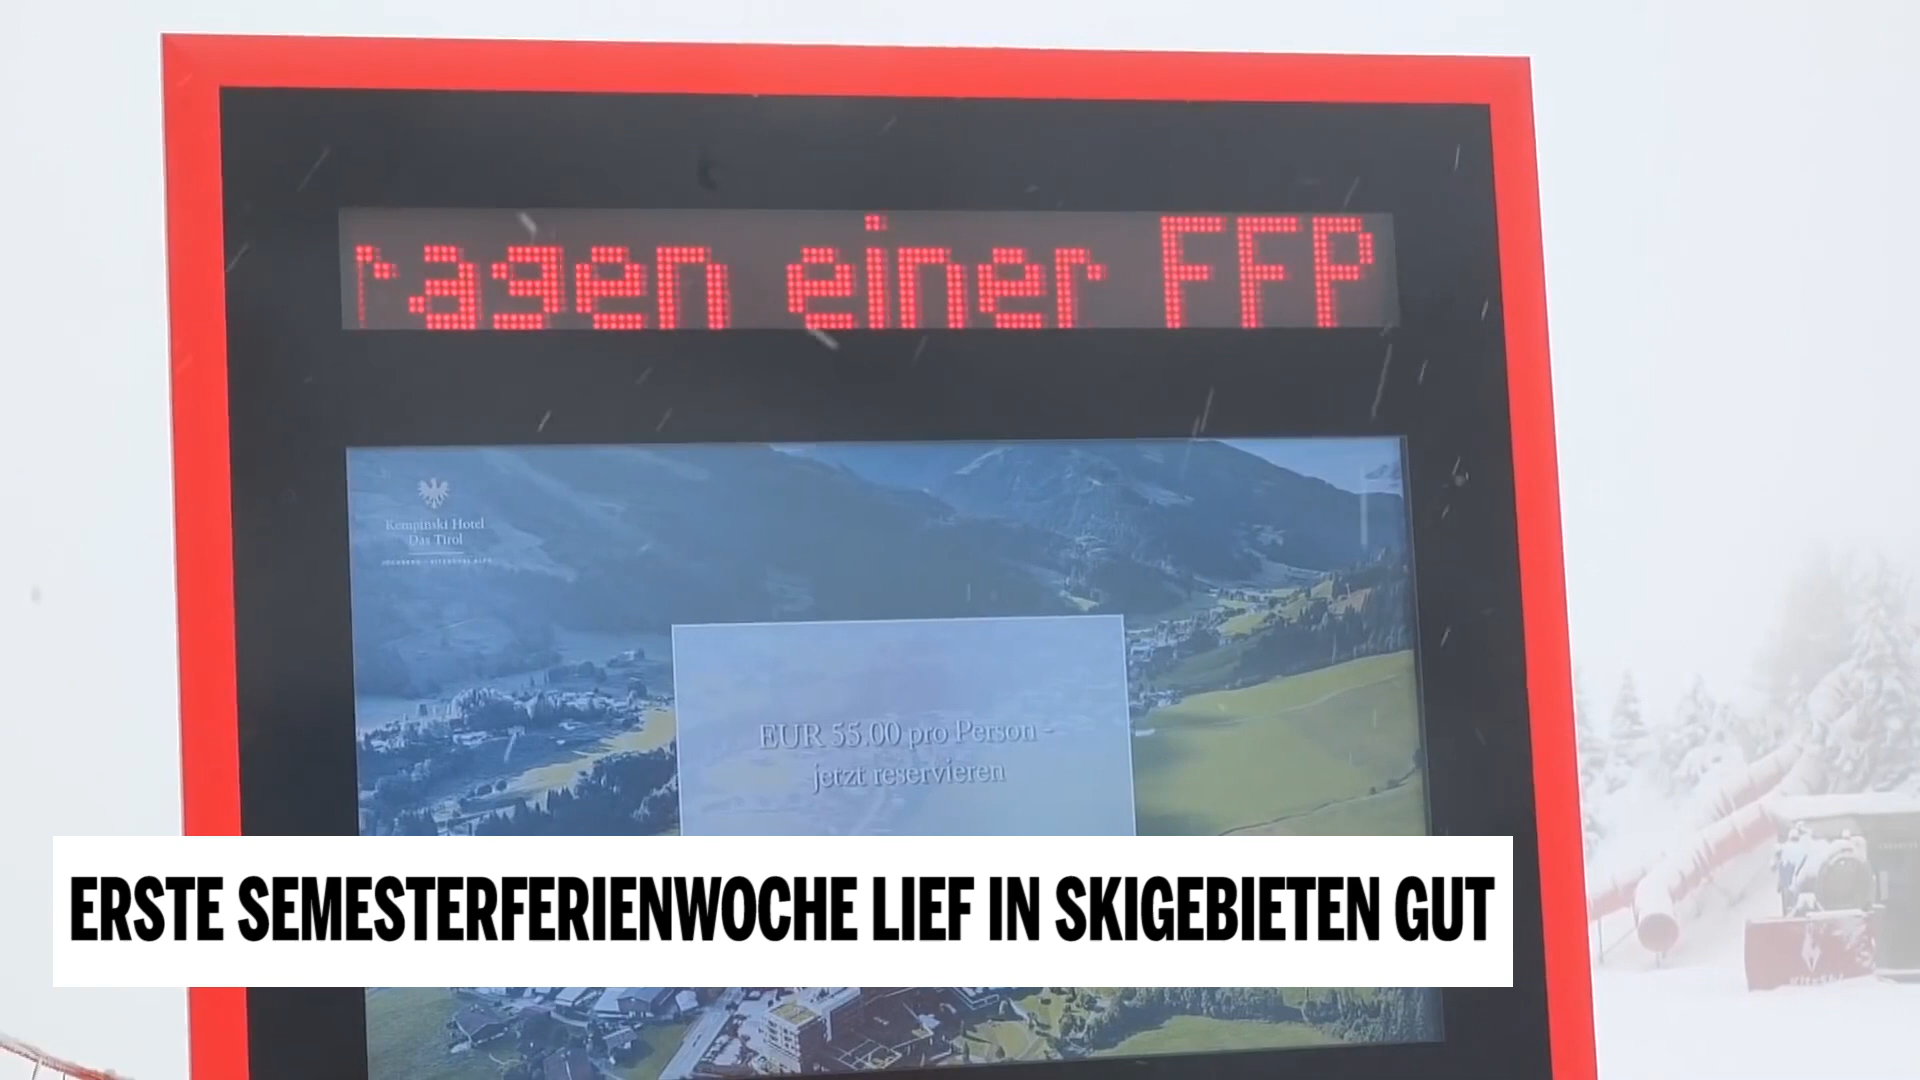 ragen einer FFP
Kempinski Hotel
Das Tirol
EUR 55.00 pro Person -
jetzt reservieren
ERSTE SEMESTERFERIENWOCHE LIEF IN SKIGEBIETEN GUT